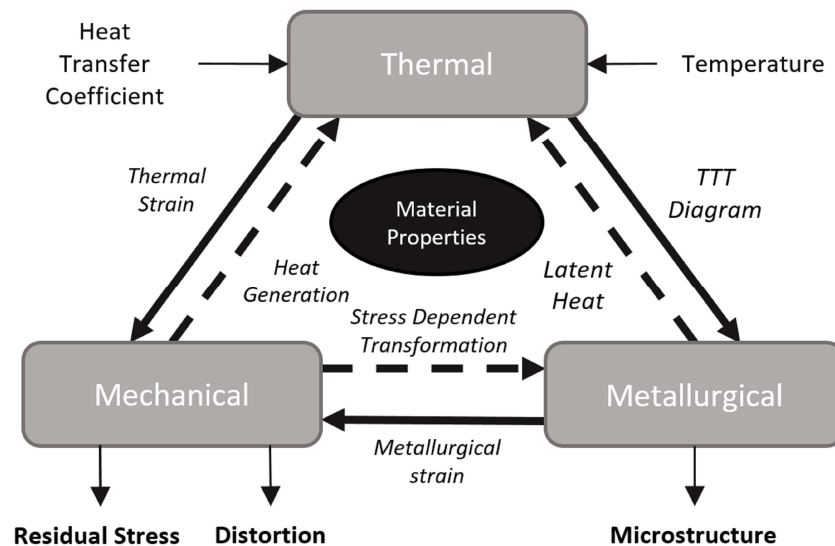 Heat
Transfer
Coefficient
Thermal
Temperature
Thermal
Strain
TTT
Diagram
Material
Properties
Heat
Generation
Latent
Heat
Stress Dependent
Transformation
Mechanical
Metallurgical
Metallurgical
strain
Residual Stress
Distortion
Microstructure